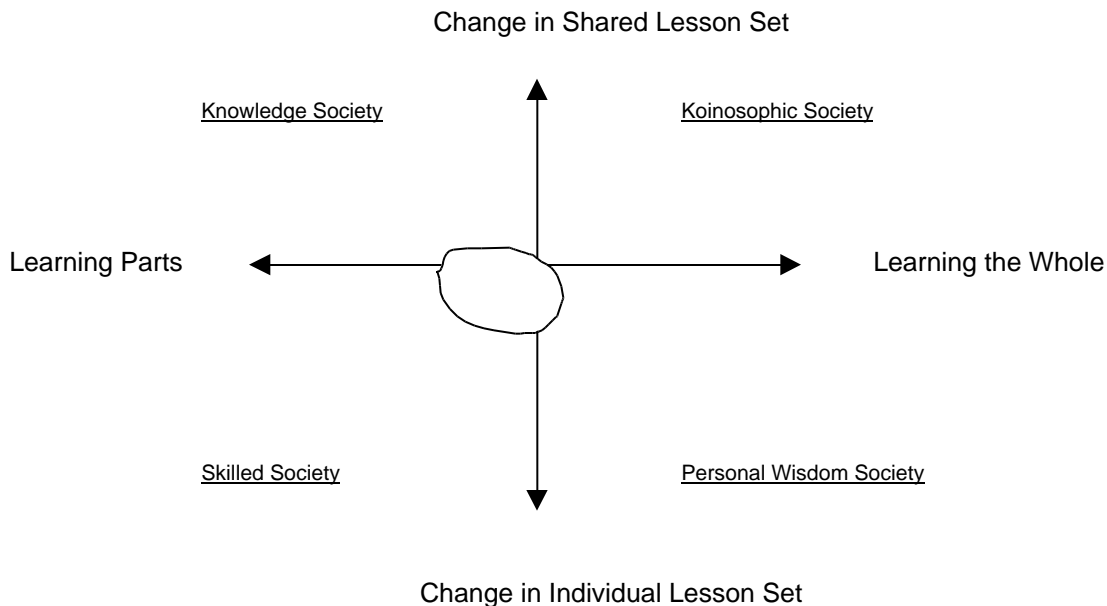 Change in Shared Lesson Set
Knowledge Society
Koinosophic Society
Learning Parts
Learning the Whole
Skilled Society
Personal Wisdom Society
Change in Individual Lesson Set